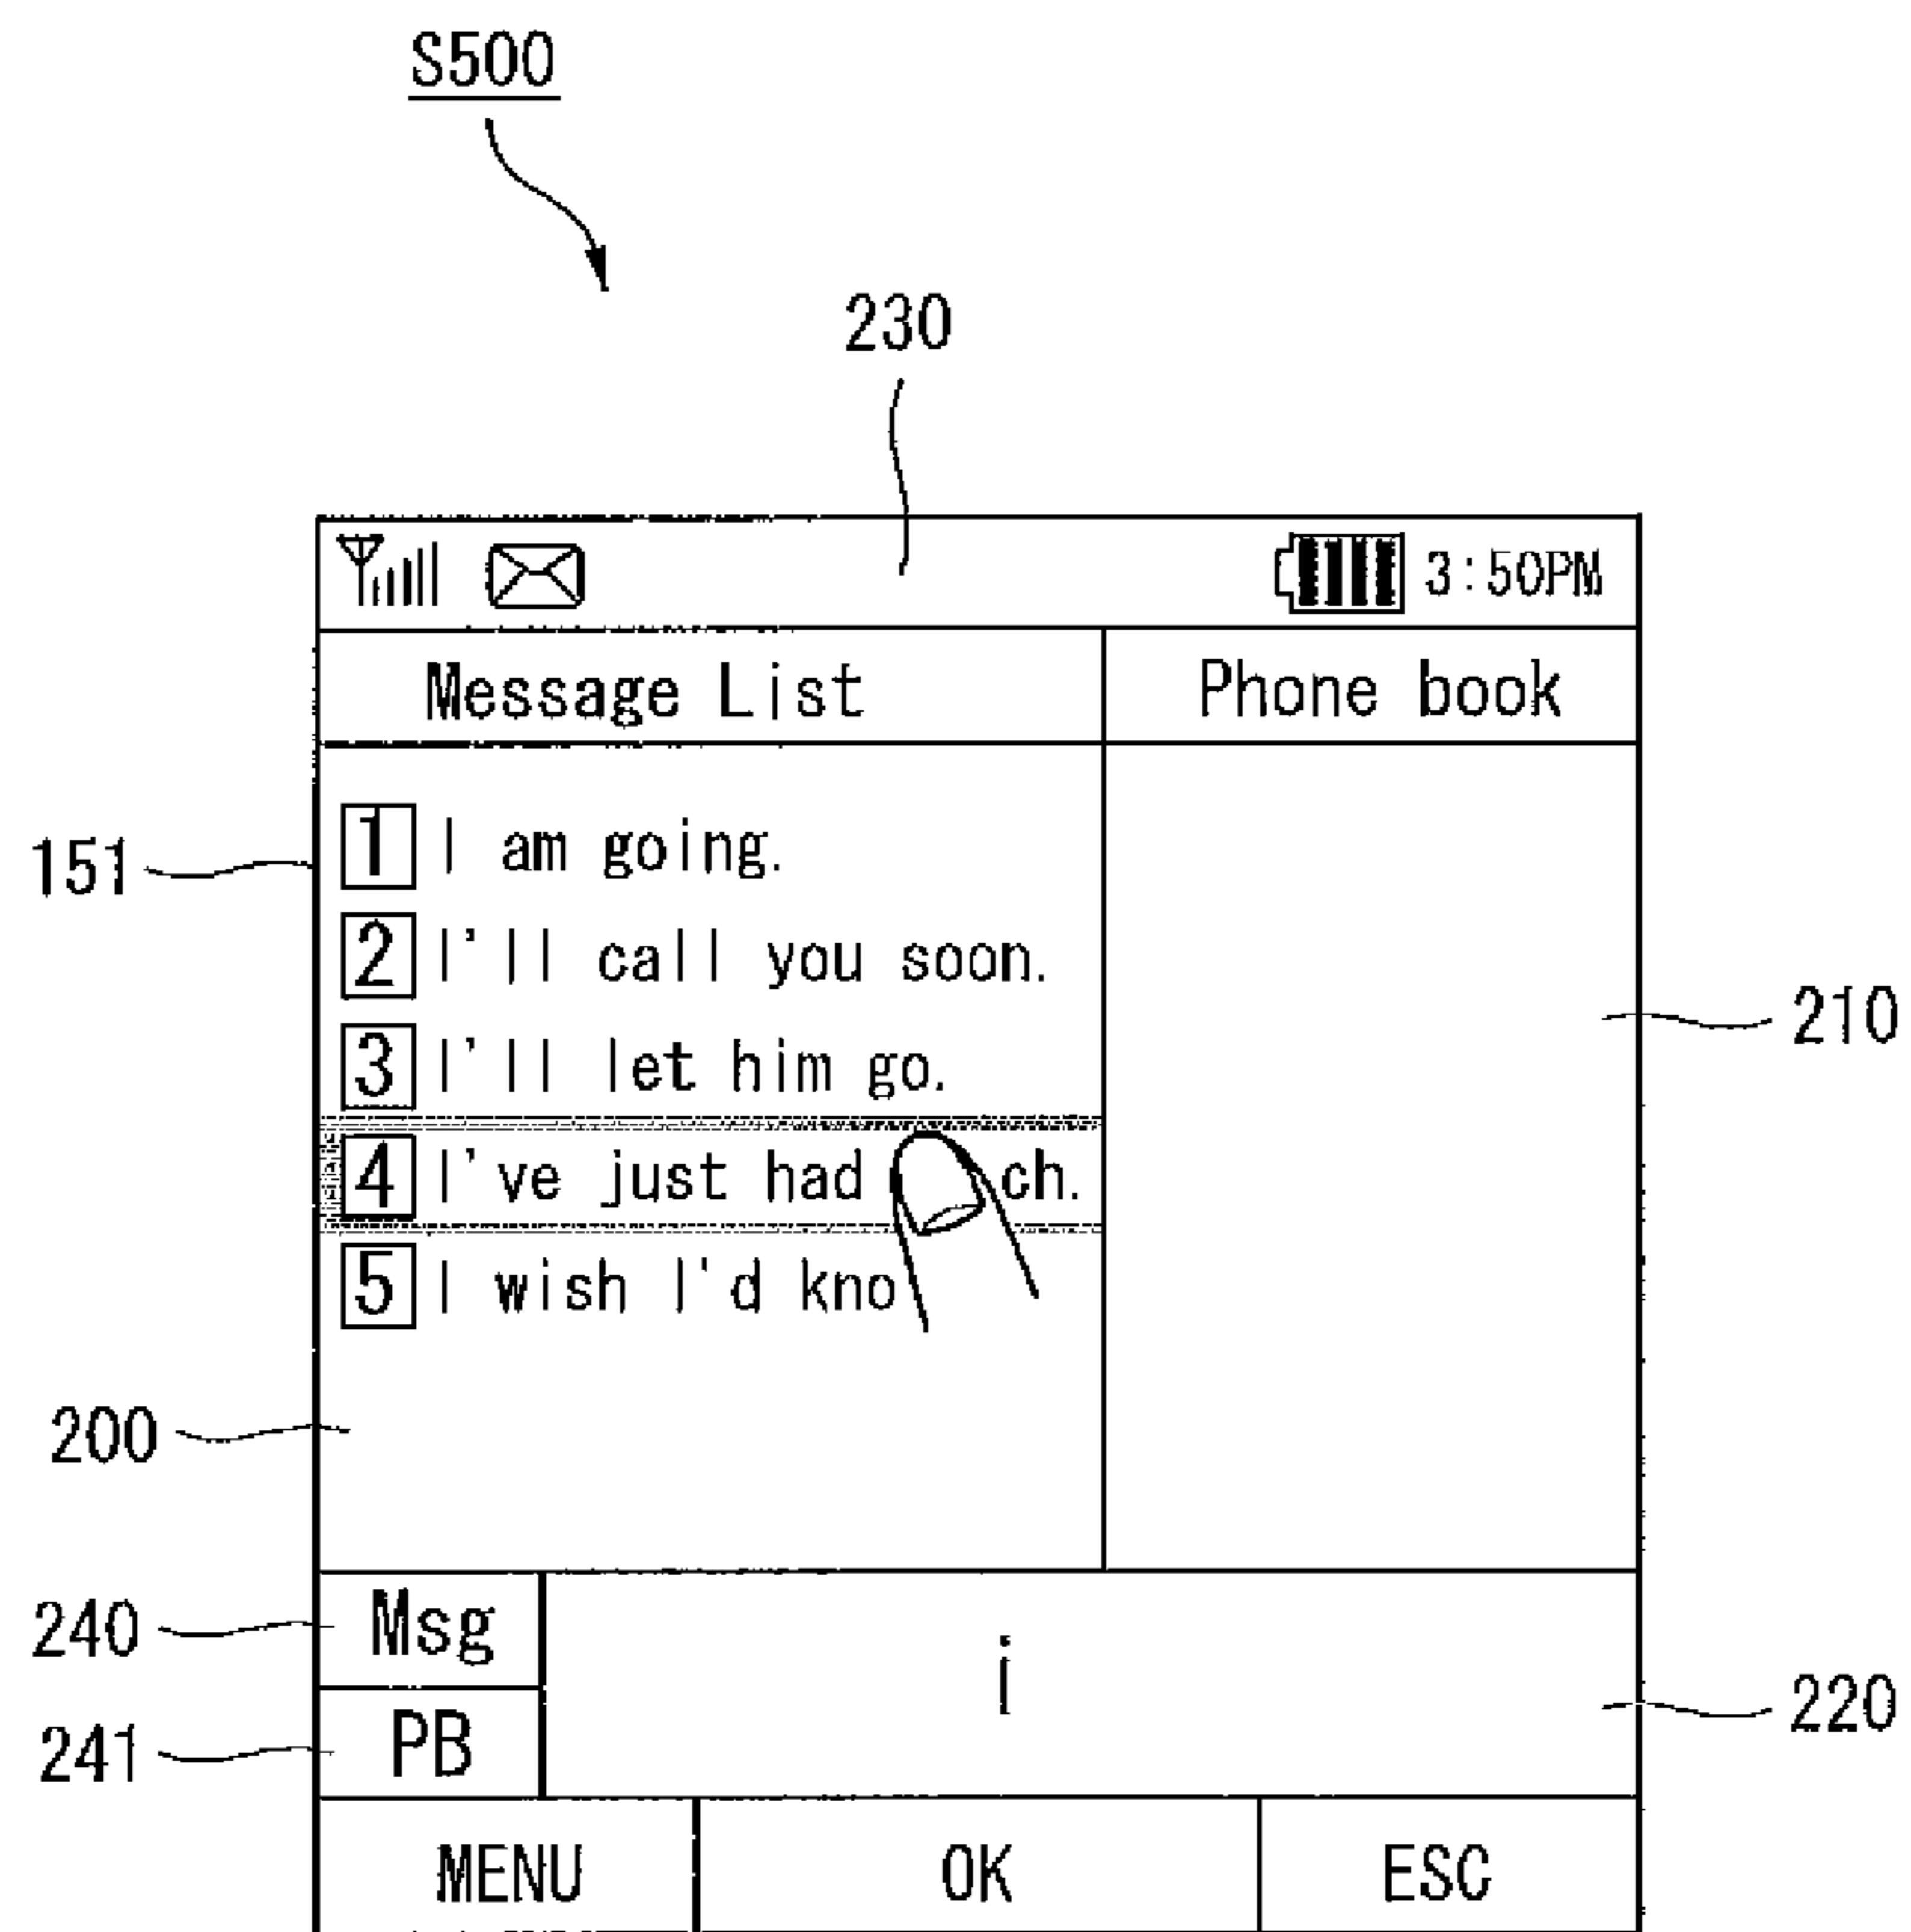 S500
230
3:50PM
Message List Phone book
1 I am going.
151
2 I'll call you soon.
210
3 I'll let him go.
4 I've just had ch.
5 I wish I'd kno
200
240 Msg
i
220
241 PB
MENU OK ESC